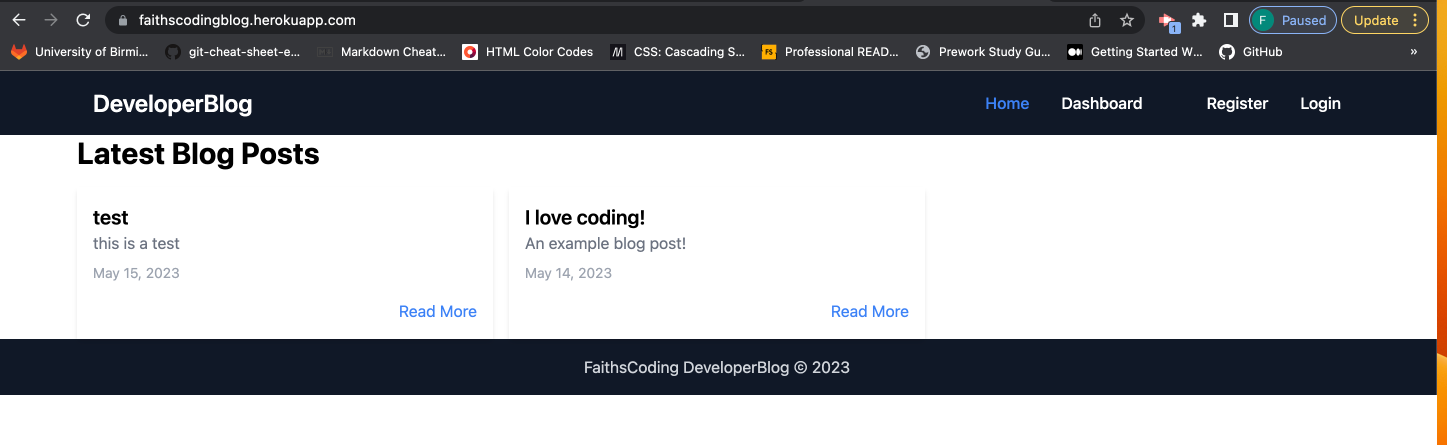 faithscodingblog.herokuapp.com
1
F Paused
Update
University of Birmi...
git-cheat-sheet-e...
Markdown Cheat...
HTML Color Codes
M CSS: Cascading S...
FS Professional READ...
Prework Study Gu...
Getting Started W...
GitHub
»
DeveloperBlog
Home Dashboard Register Login
Latest Blog Posts
test
this is a test
May 15, 2023
Read More
I love coding!
An example blog post!
May 14, 2023
Read More
FaithsCoding DeveloperBlog © 2023